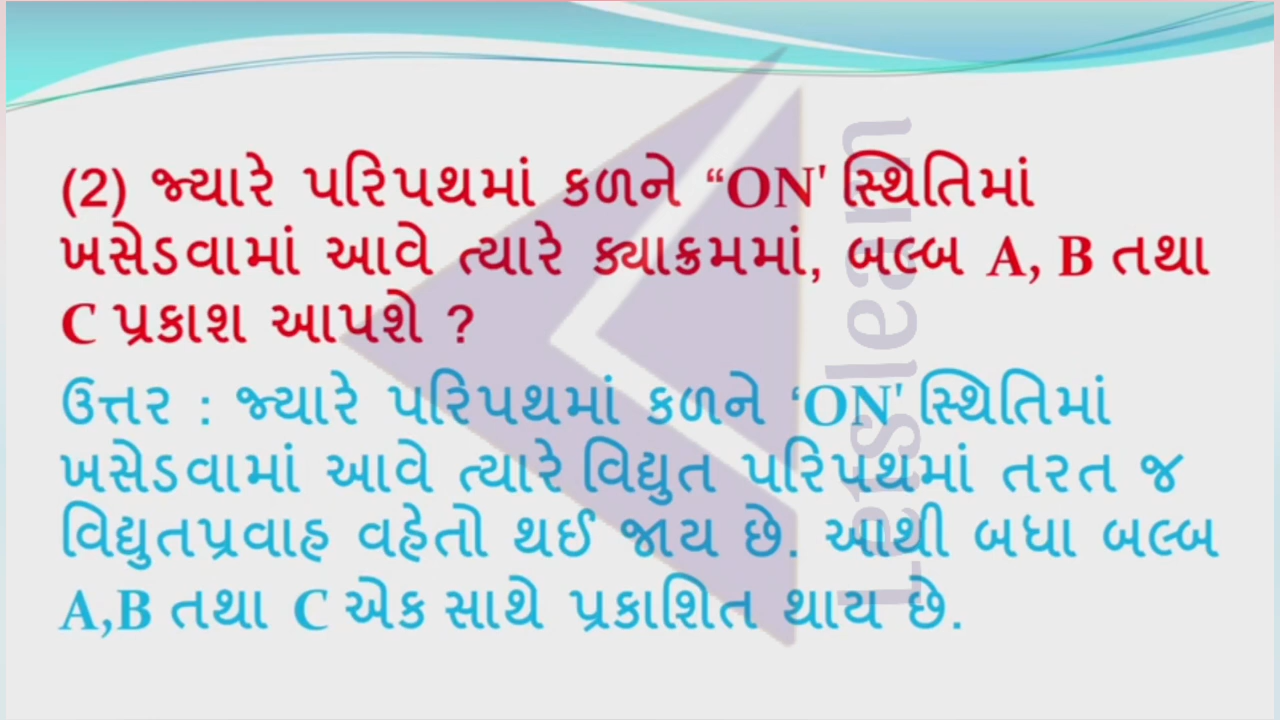 (2) જ્યારે પરિપથમાં કળને “ON' સ્થિતિમાં
ખસેડવામાં આવે ત્યારે ક્યાક્રમમાં, બલ્બ A, B તથા
C પ્રકાશ આપશે ?
ઉત્તર : જ્યારે પરિપથમાં કળને ‘ON' સ્થિતિમાં
ખસેડવામાં આવે ત્યારે વિદ્યુત પરિપથમાં તરત જ
વિદ્યુતપ્રવાહ વહેતો થઈ જાય છે. આથી બધા બલ્બ
A,B તથા C એક સાથે પ્રકાશિત થાય છે.